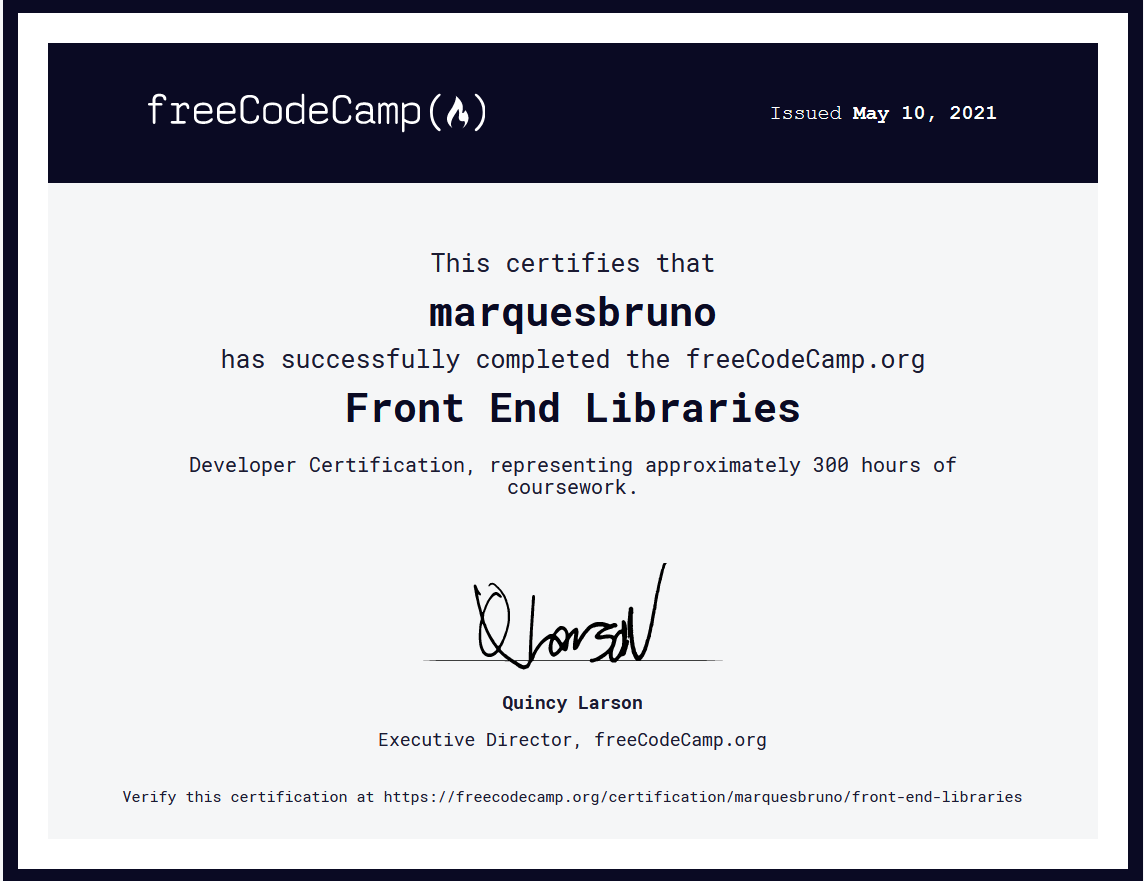 freeCodeCamp
Issued May 10, 2021
This certifies that
marquesbruno
has successfully completed the freeCodeCamp.org
Front End Libraries
Developer Certification, representing approximately 300 hours of
coursework.
Q Larson
Quincy Larson
Executive Director, freeCodeCamp.org
Verify this certification at https://freecodecamp.org/certification/marquesbruno/front-end-libraries